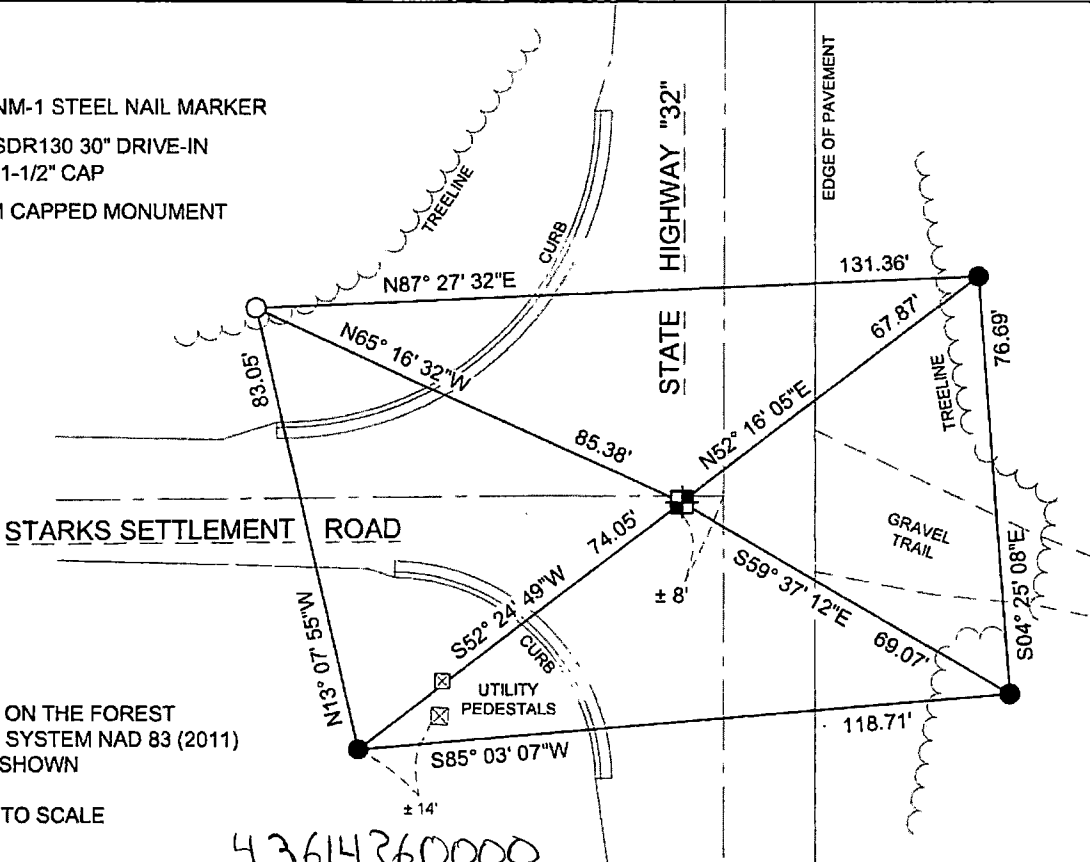 NM-1 STEEL NAIL MARKER
SDR130 30" DRIVE-IN
1-1/2" CAP
CAPPED MONUMENT
TREELINE
CURB
STATE HIGHWAY "32"
EDGE OF PAVEMENT
N87° 27' 32"E
131.36'
N65° 16' 32"W
85.38'
83.05'
N13° 07' 55"W
67.87'
N52° 16' 05"E
76.69'
TREELINE
S04° 25' 08"E
GRAVEL
TRAIL
STARKS SETTLEMENT ROAD
74.05'
S52° 24' 49"W
± 8'
S59° 37' 12"E
69.07'
CURB
UTILITY
PEDESTALS
S85° 03' 07"W
118.71'
± 14'
ON THE FOREST
SYSTEM NAD 83 (2011)
SHOWN
TO SCALE
43614260000